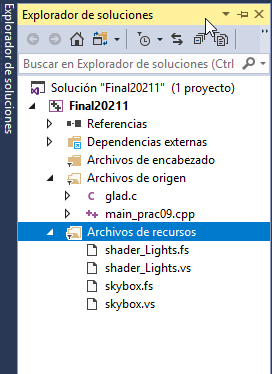 Explorador de soluciones
Explorador de soluciones
Buscar en Explorador de soluciones (Ctrl
Solución "Final20211" (1 proyecto)
Final20211
Referencias
Dependencias externas
Archivos de encabezado
Archivos de origen
glad.c
main_prac09.cpp
Archivos de recursos
shader_Lights.fs
shader_Lights.vs
skybox.fs
skybox.vs